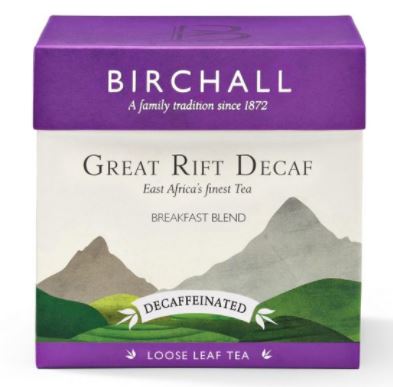 BIRCHALL
A family tradition since 1872
GREAT RIFT DECAF
East Africa's finest Tea
BREAKFAST BLEND
DECAFFEINATED
LOOSE LEAF TEA